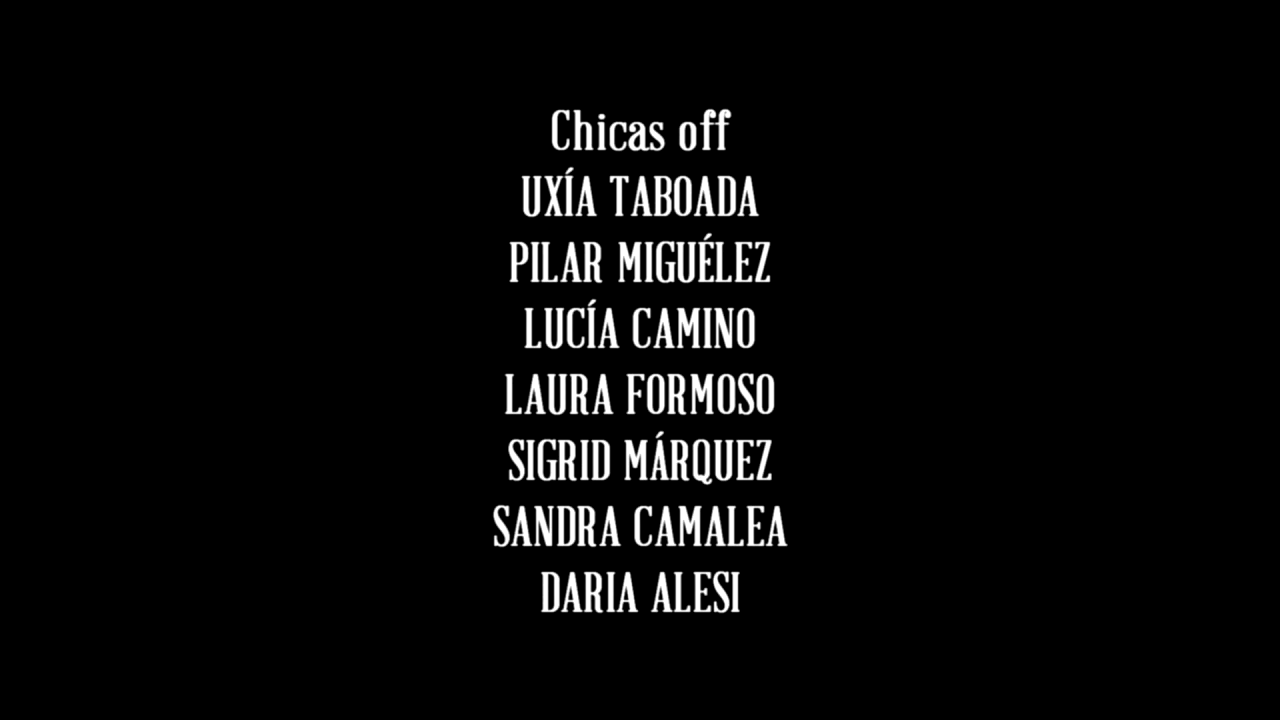 Chicas off
UXÍA TABOADA
PILAR MIGUÉLEZ
LUCÍA CAMINO
LAURA FORMOSO
SIGRID MÁRQUEZ
SANDRA CAMALEA
DARIA ALESI